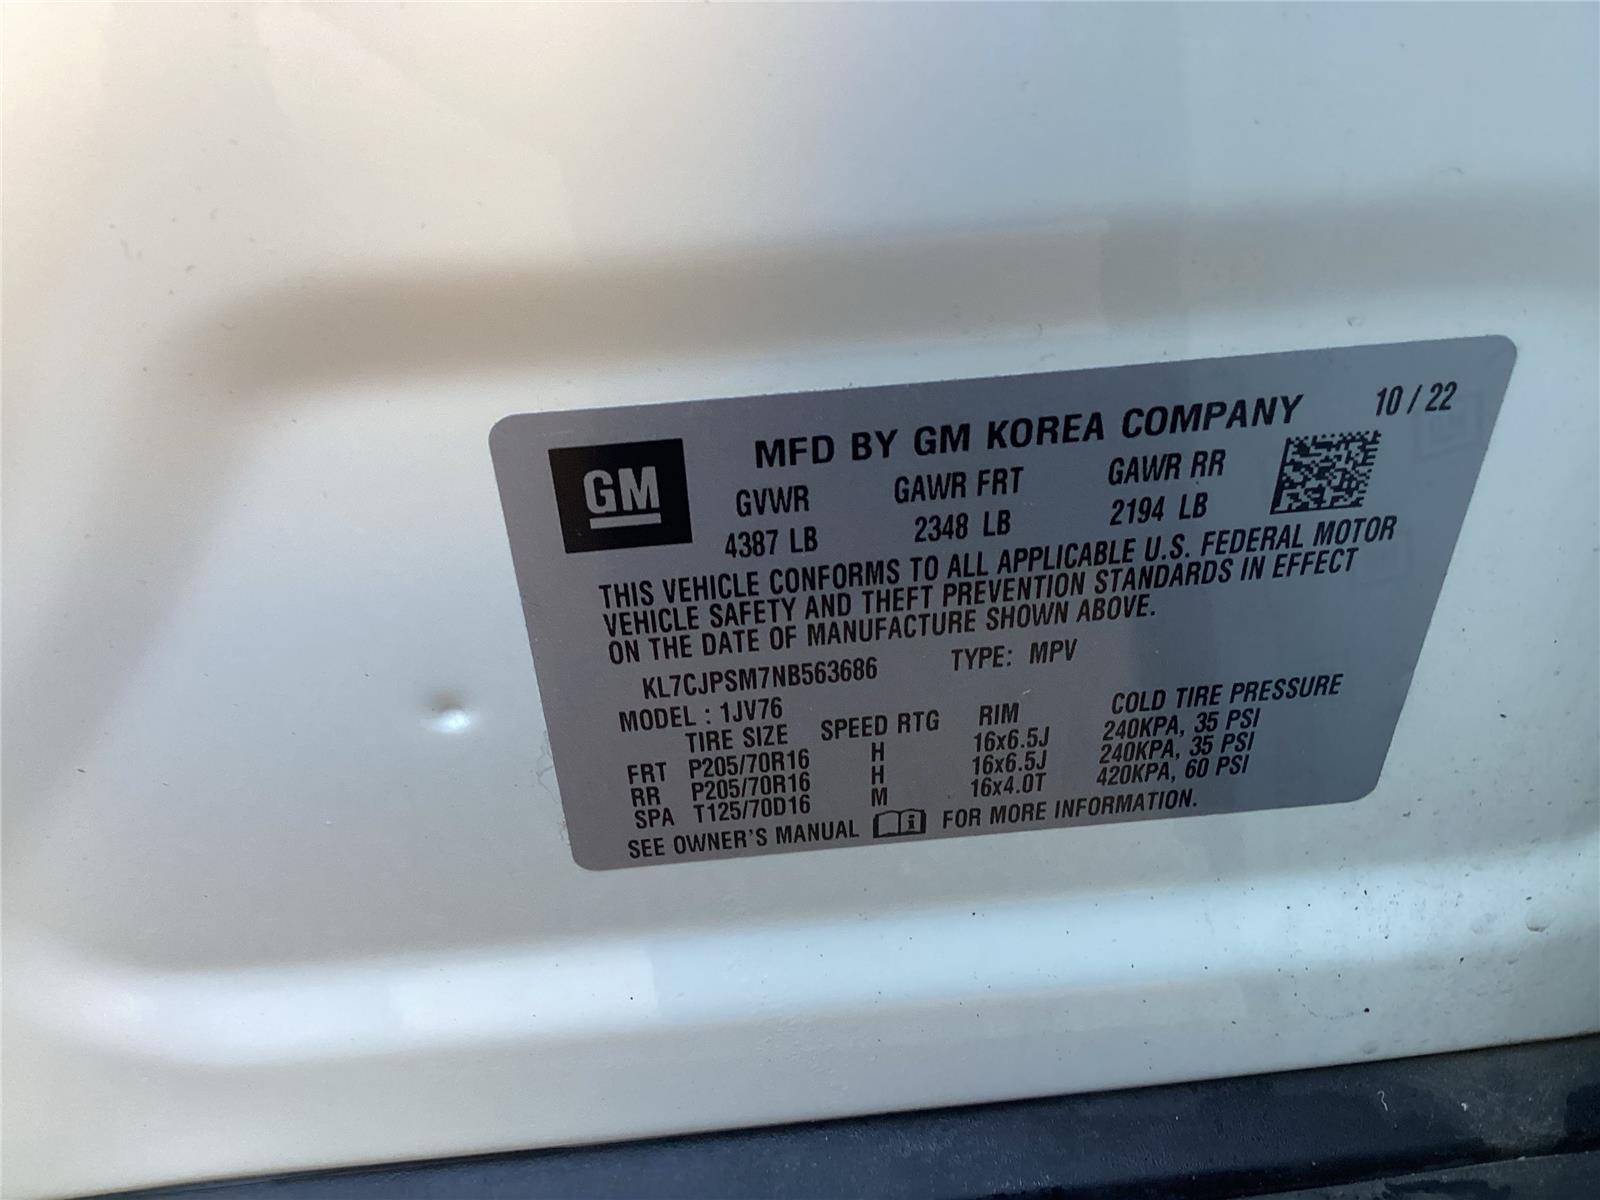 MFD BY GM KOREA COMPANY 10 / 22
GM
GVWR GAWR FRT GAWR RR
4387 LB 2348 LB 2194 LB
THIS VEHICLE CONFORMS TO ALL APPLICABLE U.S. FEDERAL MOTOR
VEHICLE SAFETY AND THEFT PREVENTION STANDARDS IN EFFECT
ON THE DATE OF MANUFACTURE SHOWN ABOVE.
KL7CJPSM7NB563686 TYPE: MPV
MODEL : 1JV76
TIRE SIZE SPEED RTG RIM COLD TIRE PRESSURE
FRT P205/70R16 H 16x6.5J 240KPA, 35 PSI
RR P205/70R16 H 16x6.5J 240KPA, 35 PSI
SPA T125/70D16 M 16x4.0T 420KPA, 60 PSI
SEE OWNER'S MANUAL FOR MORE INFORMATION.